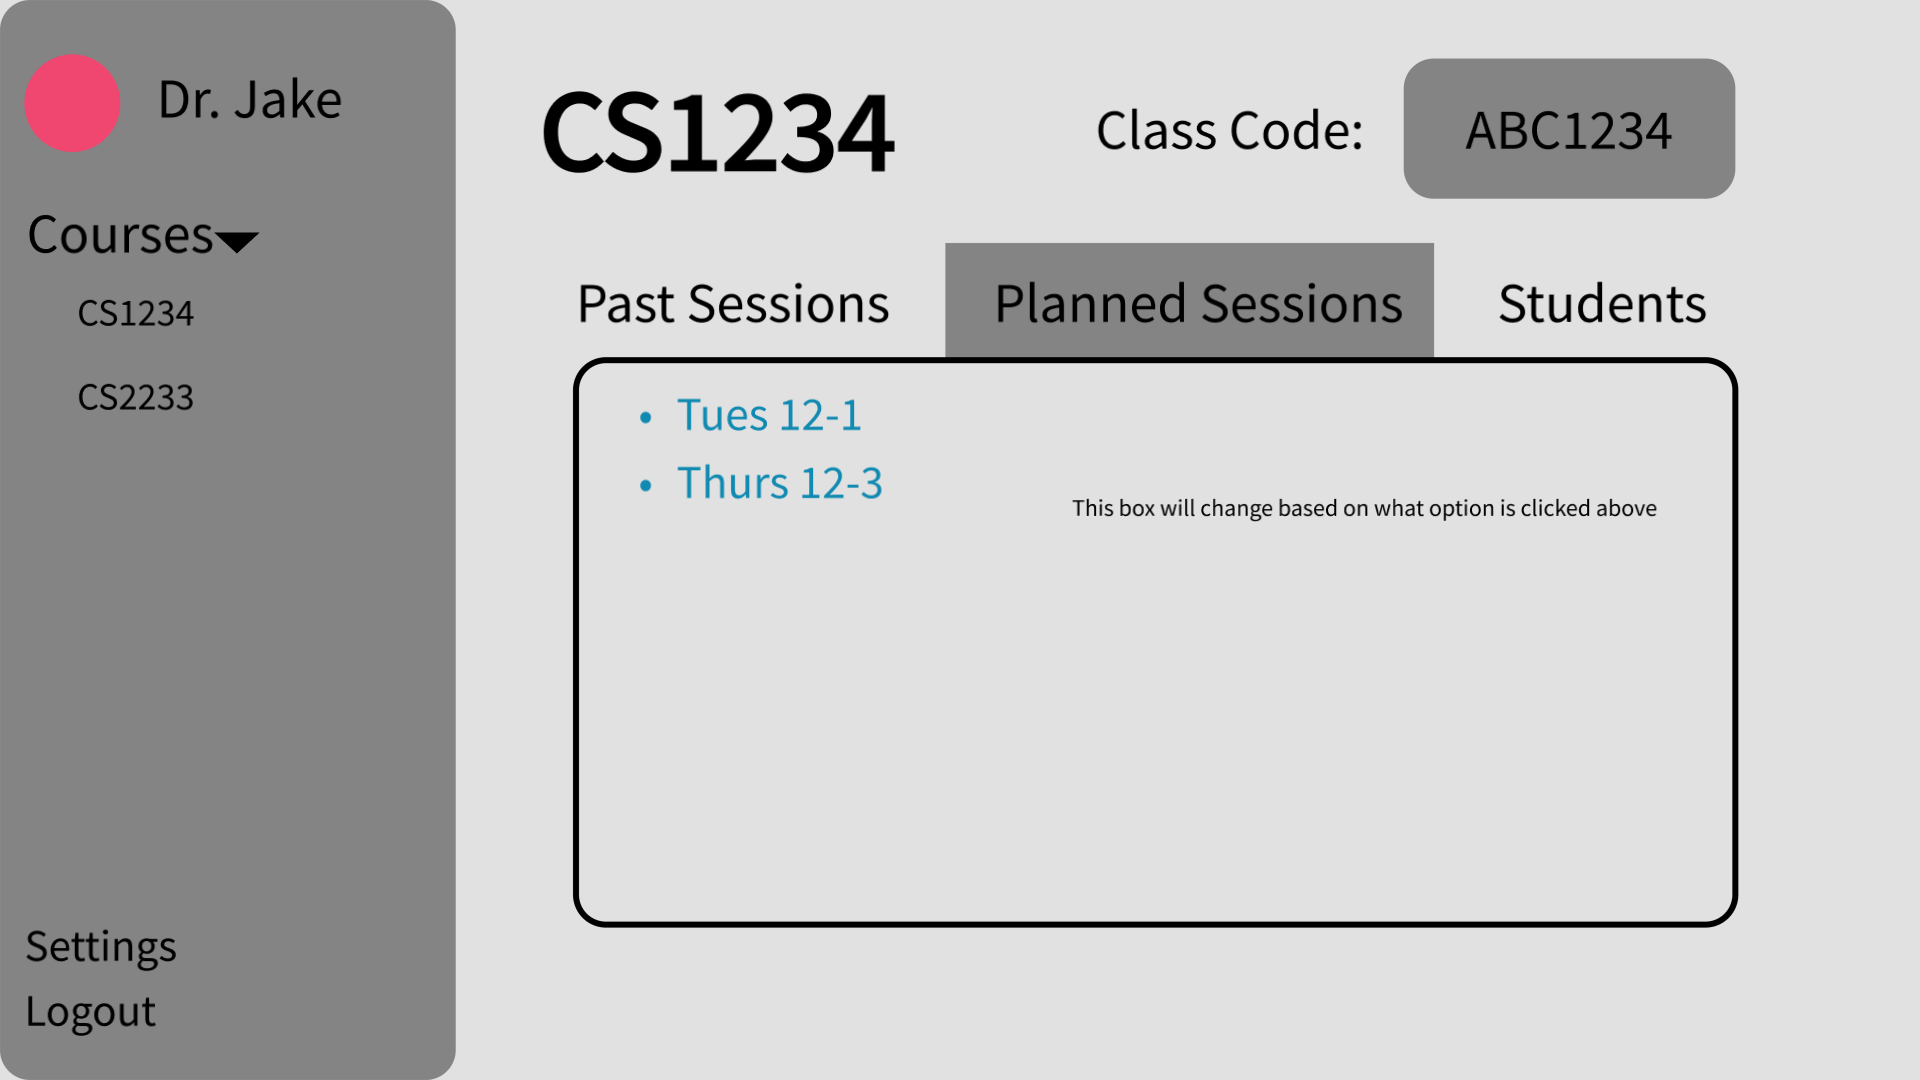 Dr. Jake
Courses
CS1234
CS2233
Settings
Logout
CS1234
Class Code:
ABC1234
Past Sessions
Planned Sessions
Students
• Tues 12-1
• Thurs 12-3
This box will change based on what option is clicked above